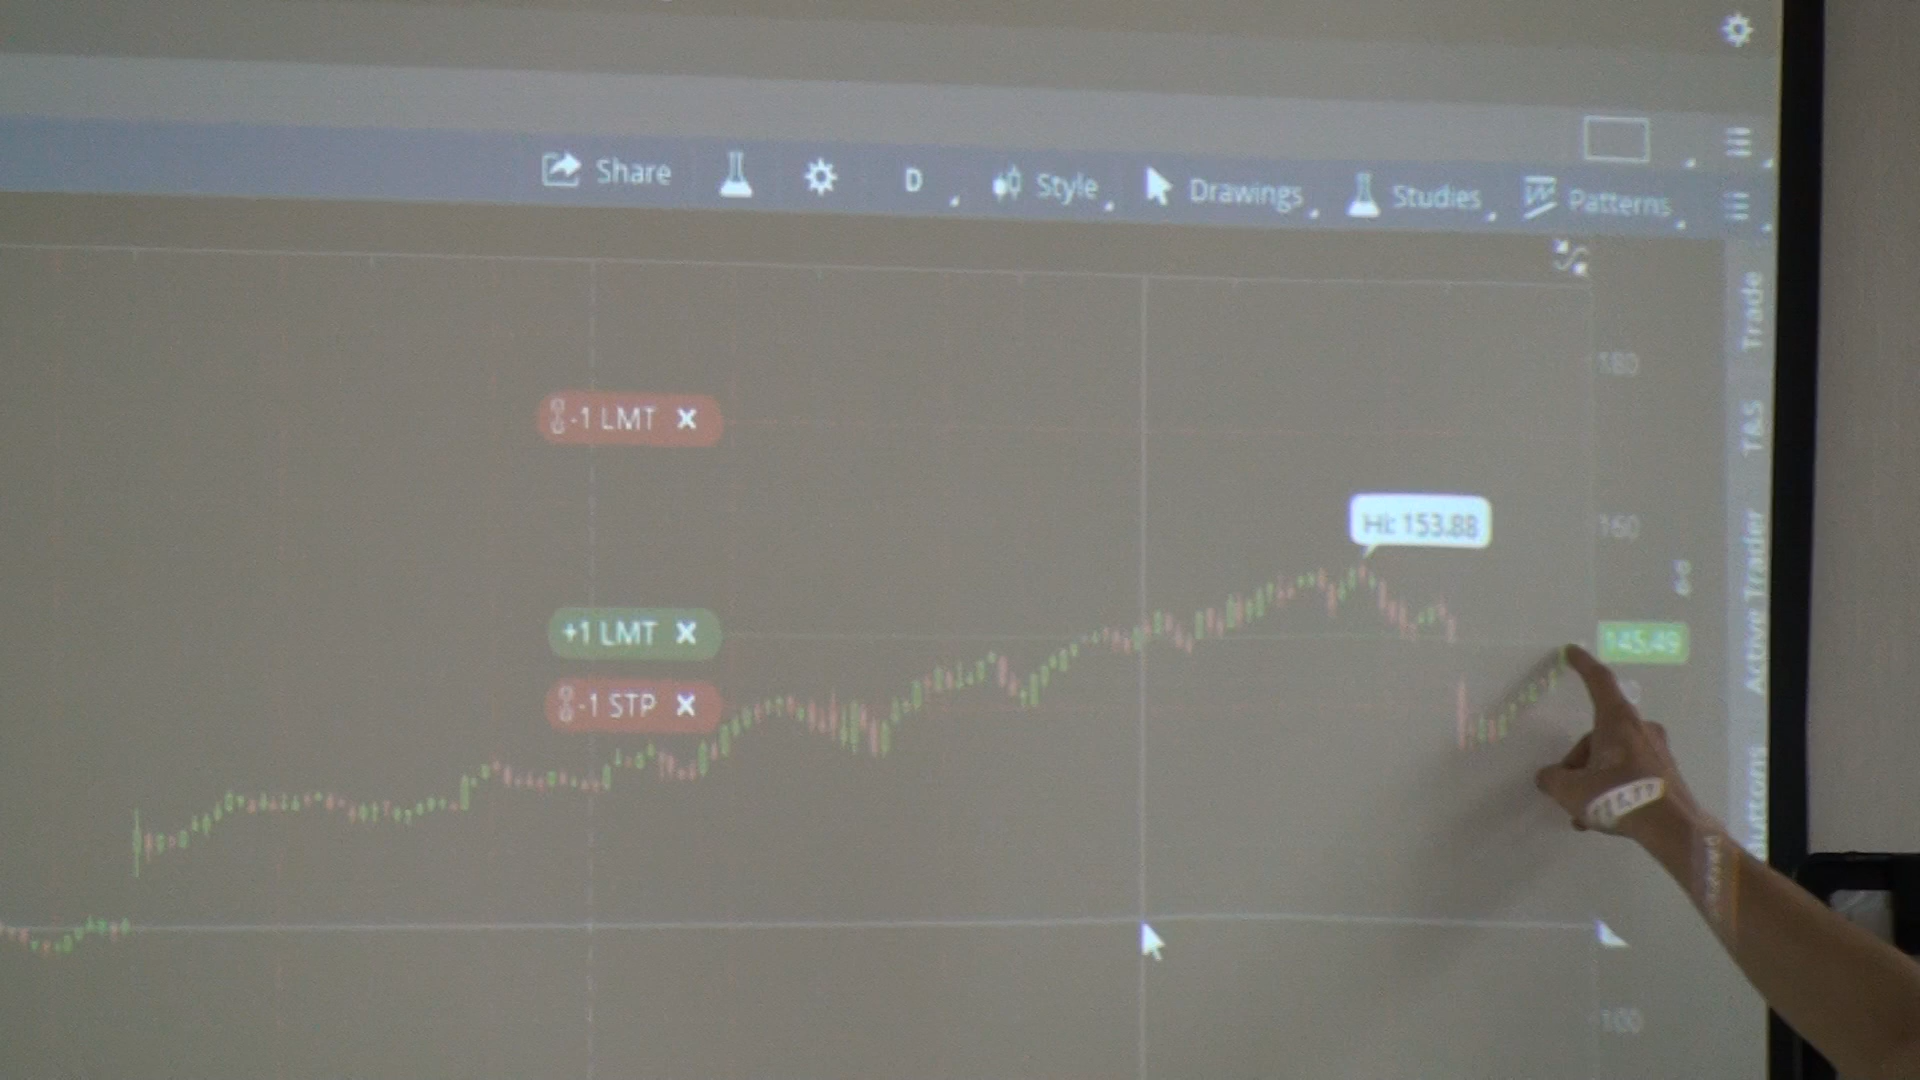 Share D Style Drawings Studies Patterns
180
-1 LMT X
Hi: 153.88
160
+1 LMT X
145.49
-1 STP X
100
Trade
T&S
Active Trader